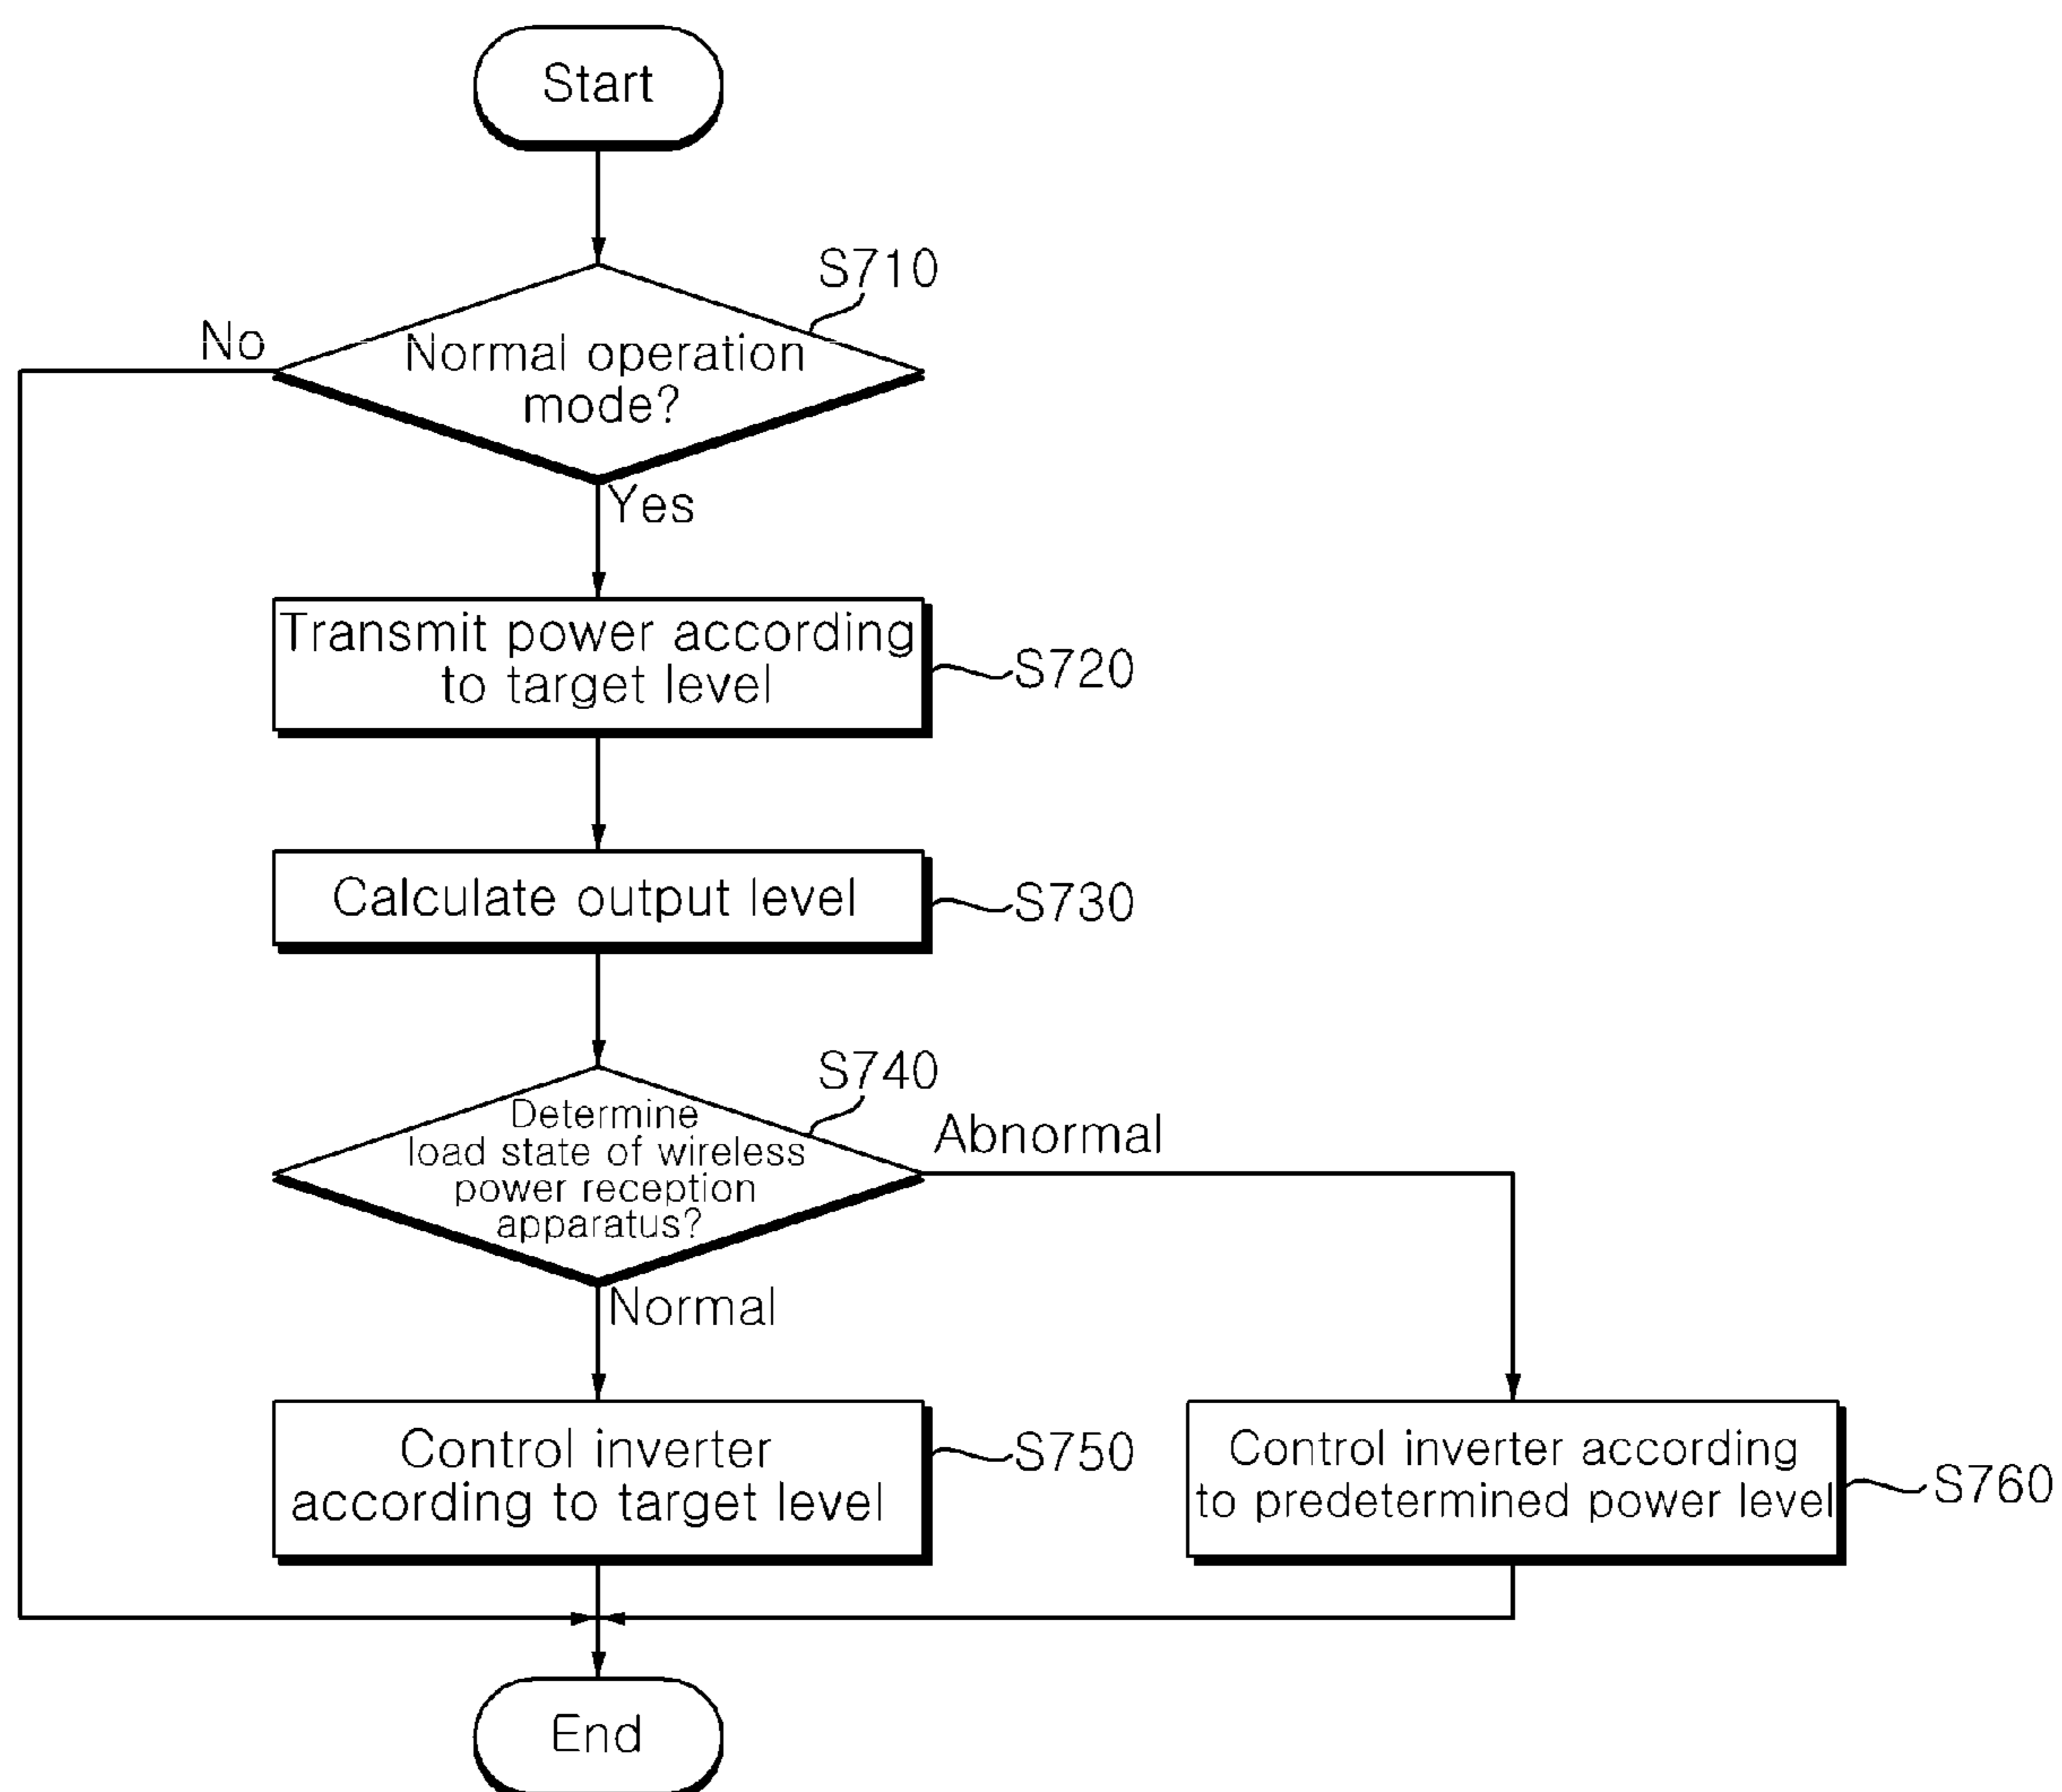 Start
S710
No
Normal operation
mode?
Yes
Transmit power according
to target level
S720
Calculate output level
S730
S740
Determine
load state of wireless
power reception
apparatus?
Abnormal
Normal
Control inverter
according to target level
S750
Control inverter according
to predetermined power level
S760
End